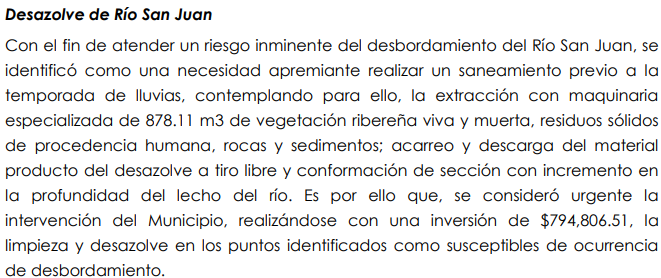 Desazolve de Río San Juan
Con el fin de atender un riesgo inminente del desbordamiento del Río San Juan, se
identificó como una necesidad apremiante realizar un saneamiento previo a la
temporada de lluvias, contemplando para ello, la extracción con maquinaria
especializada de 878.11 m3 de vegetación ribereña viva y muerta, residuos sólidos
de procedencia humana, rocas y sedimentos; acarreo y descarga del material
producto del desazolve a tiro libre y conformación de sección con incremento en
la profundidad del lecho del río. Es por ello que, se consideró urgente la
intervención del Municipio, realizándose con una inversión de $794,806.51, la
limpieza y desazolve en los puntos identificados como susceptibles de ocurrencia
de desbordamiento.